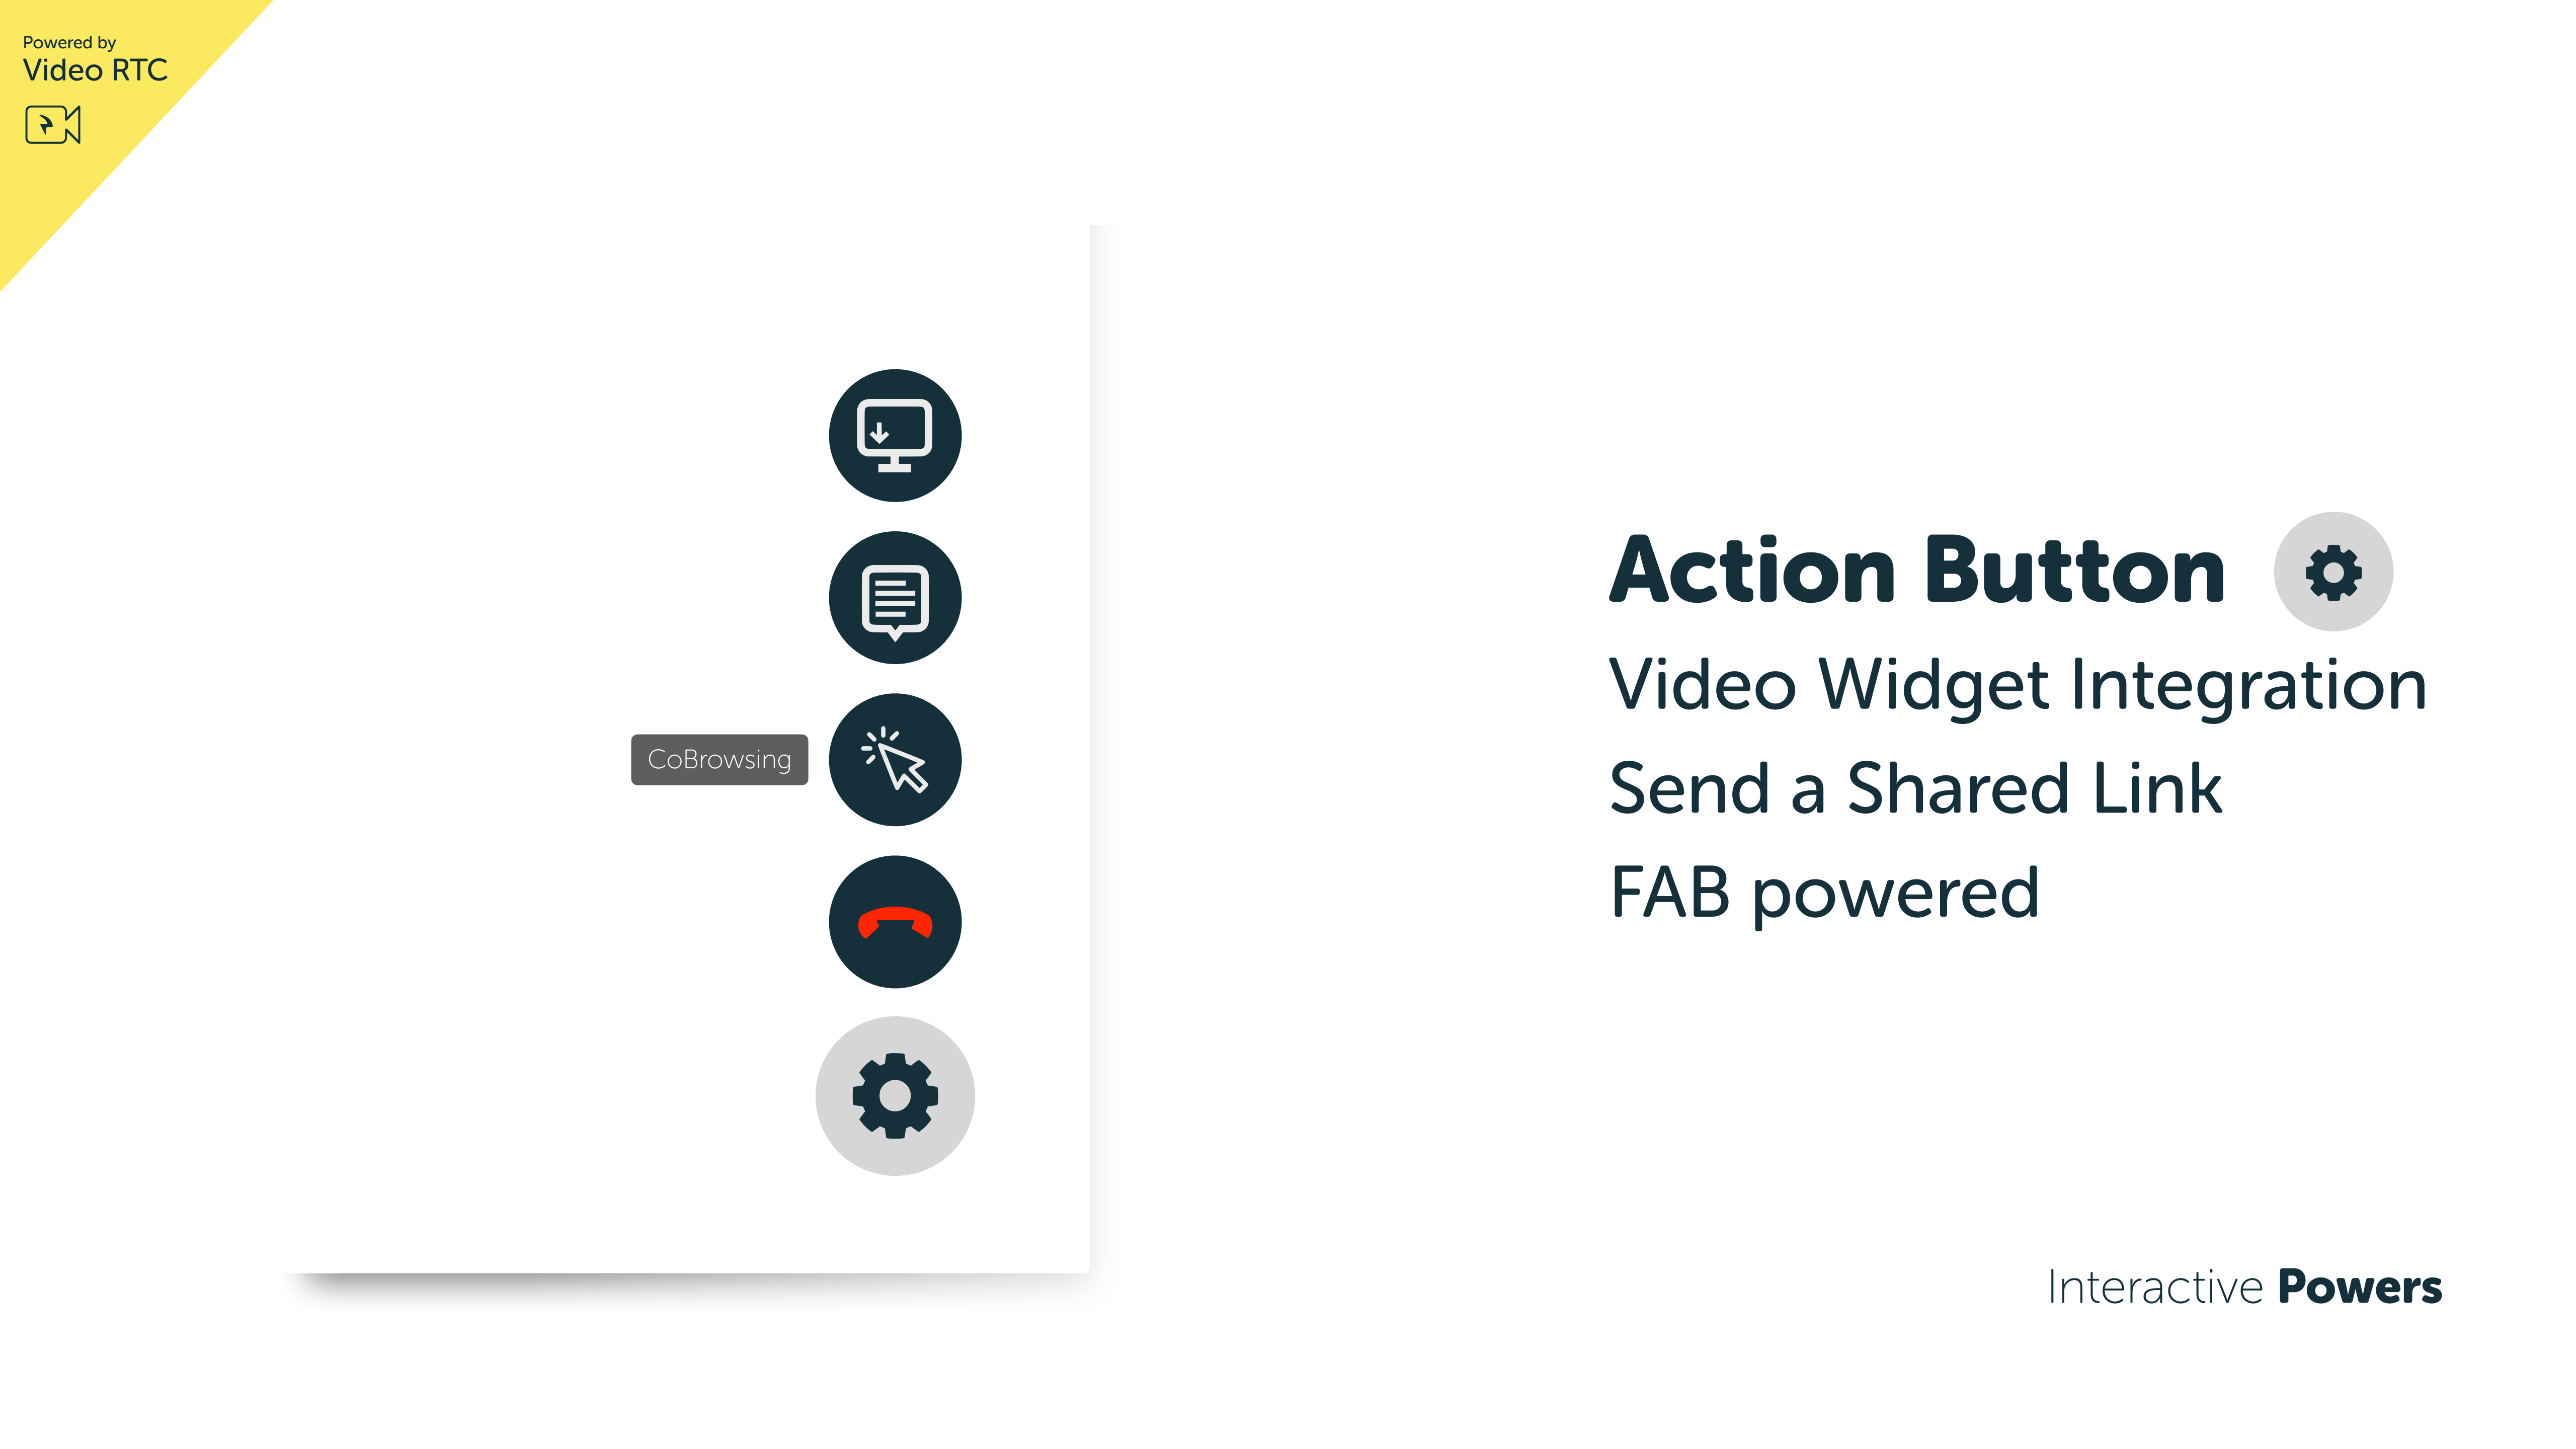 Powered by
Video RTC
CoBrowsing
Action Button
Video Widget Integration
Send a Shared Link
FAB powered
Interactive Powers